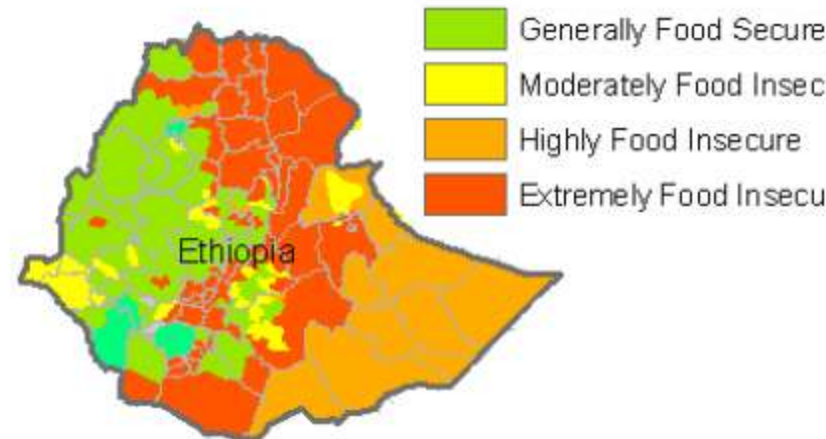 Generally Food Secure
Moderately Food Insec
Highly Food Insecure
Extremely Food Insecu
Ethiopia